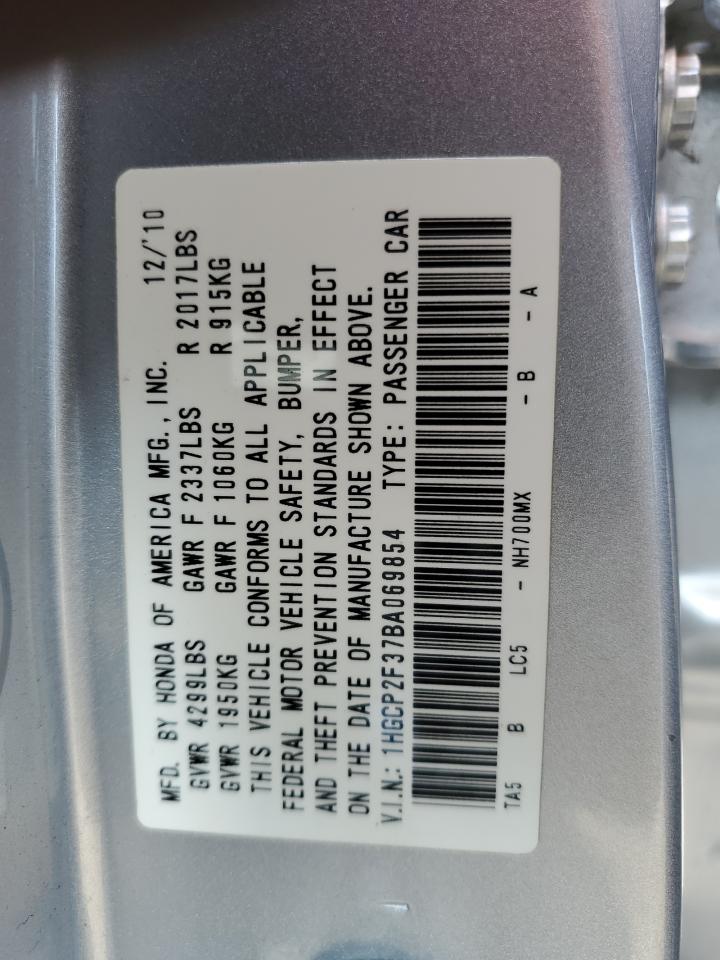 MFD. BY HONDA OF AMERICA MFG., INC. 12/'10
GVWR 4299LBS GAWR F 2337LBS R 2017LBS
GVWR 1950KG GAWR F 1060KG R 915KG
THIS VEHICLE CONFORMS TO ALL APPLICABLE
FEDERAL MOTOR VEHICLE SAFETY, BUMPER,
AND THEFT PREVENTION STANDARDS IN EFFECT
ON THE DATE OF MANUFACTURE SHOWN ABOVE.
V.I.N.: 1HGCP2F37BA069854 TYPE: PASSENGER CAR
TA5 B LC5 - NH700MX - B - A